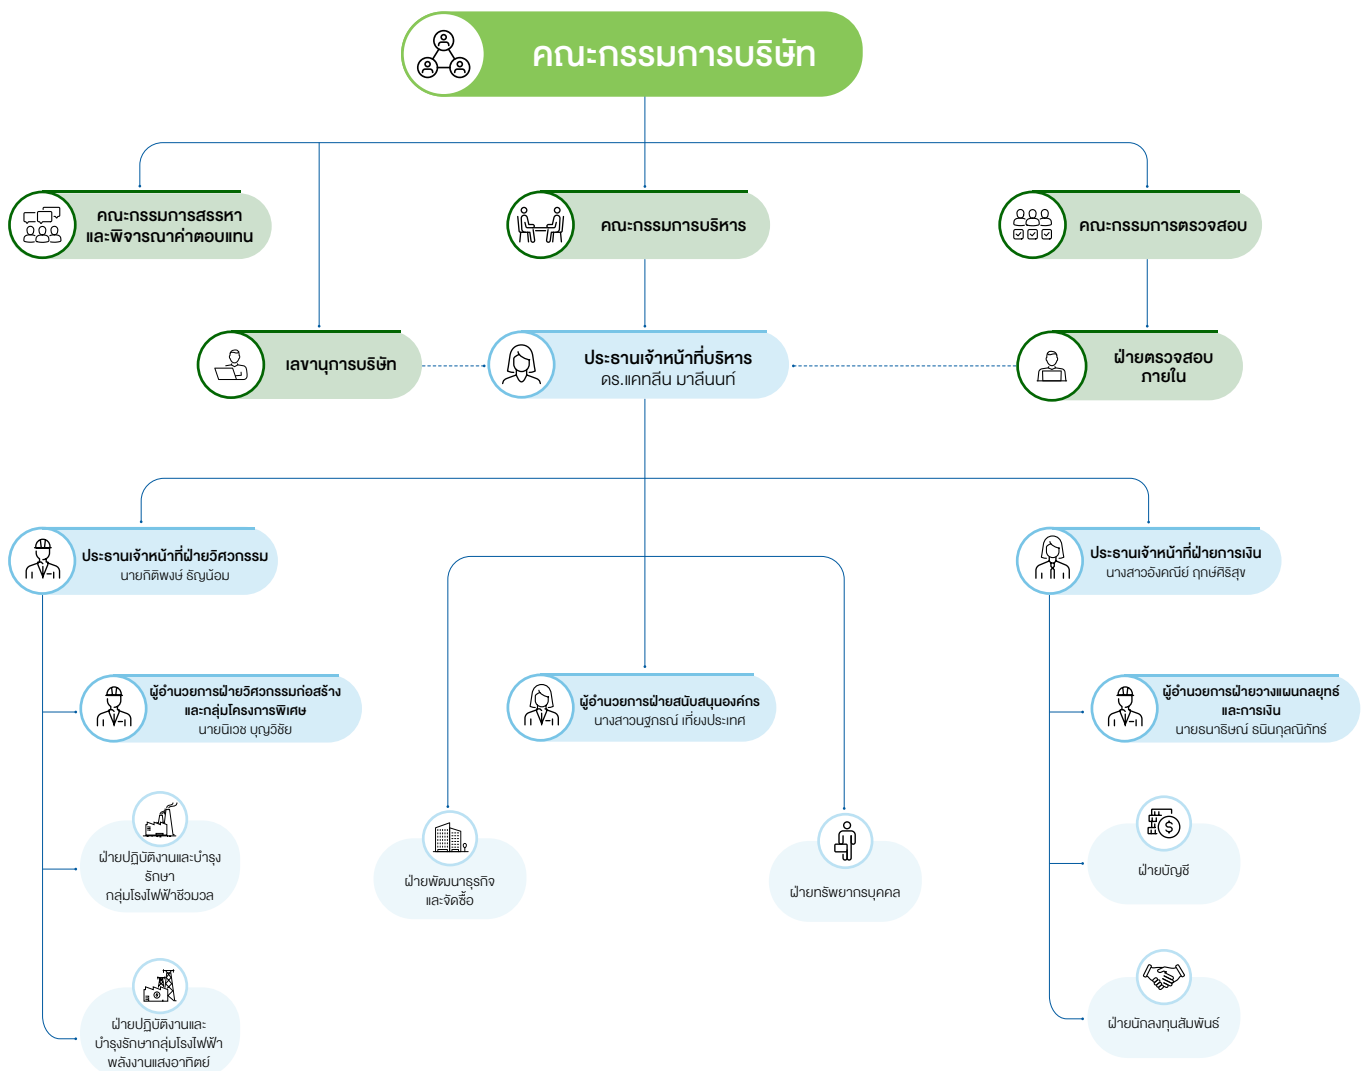 คณะกรรมการบริษัท
คณะกรรมการสรรหา
และพิจารณาค่าตอบแทน
คณะกรรมการบริหาร
คณะกรรมการตรวจสอบ
เลขานุการบริษัท
ประธานเจ้าหน้าที่บริหาร
ดร.แคทลีน มาลีนนท์
ฝ่ายตรวจสอบ
ภายใน
ประธานเจ้าหน้าที่ฝ่ายวิศวกรรม
นายกิติพงษ์ ธัญน้อม
ประธานเจ้าหน้าที่ฝ่ายการเงิน
นางสาวอังคณีย์ ฤกษ์ศิริสุข
ผู้อำนวยการฝ่ายวิศวกรรมก่อสร้าง
และกลุ่มโครงการพิเศษ
นายนิเวช บุญวิชัย
ผู้อำนวยการฝ่ายสนับสนุนองค์กร
นางสาวนฐภรณ์ เที่ยงประเทศ
ผู้อำนวยการฝ่ายวางแผนกลยุทธ์
และการเงิน
นายธนาธิษณ์ ธนินกุลณิภัทร์
ฝ่ายปฏิบัติงานและบำรุง
รักษา
กลุ่มโรงไฟฟ้าชีวมวล
ฝ่ายพัฒนาธุรกิจ
และจัดซื้อ
ฝ่ายทรัพยากรบุคคล
ฝ่ายบัญชี
ฝ่ายปฏิบัติงานและ
บำรุงรักษากลุ่มโรงไฟฟ้า
พลังงานแสงอาทิตย์
ฝ่ายนักลงทุนสัมพันธ์